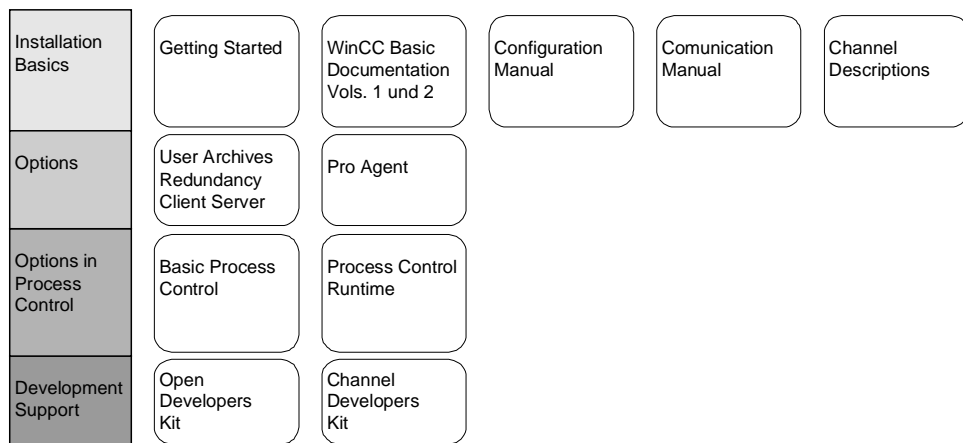 Installation
Basics
Getting Started
WinCC Basic
Documentation
Vols. 1 und 2
Configuration
Manual
Comunication
Manual
Channel
Descriptions
Options
User Archives
Redundancy
Client Server
Pro Agent
Options in
Process
Control
Basic Process
Control
Process Control
Runtime
Development
Support
Open
Developers
Kit
Channel
Developers
Kit